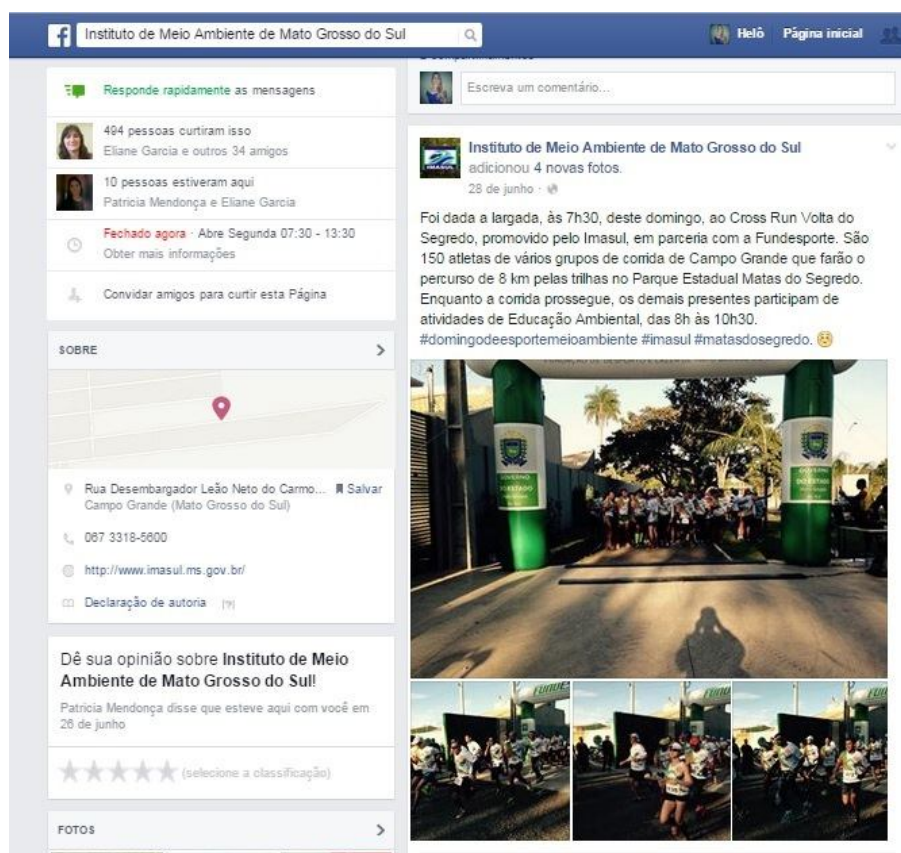 Instituto de Meio Ambiente de Mato Grosso do Sul
Helô Página inicial
Responde rapidamente as mensagens
494 pessoas curtiram isso
Eliane Garcia e outros 34 amigos
10 pessoas estiveram aqui
Patricia Mendonça e Eliane Garcia
Fechado agora · Abre Segunda 07:30 - 13:30
Obter mais informações
Convidar amigos para curtir esta Página
SOBRE
Rua Desembargador Leão Neto do Carmo... Salvar
Campo Grande (Mato Grosso do Sul)
067 3318-5600
http://www.imasul.ms.gov.br/
Declaração de autoria [?]
Dê sua opinião sobre Instituto de Meio
Ambiente de Mato Grosso do Sul!
Patricia Mendonça disse que esteve aqui com você em
26 de junho
(selecione a classificação)
FOTOS
Escreva um comentário...
IMASUL
Instituto de Meio Ambiente de Mato Grosso do Sul
adicionou 4 novas fotos.
28 de junho ·
Foi dada a largada, às 7h30, deste domingo, ao Cross Run Volta do
Segredo, promovido pelo Imasul, em parceria com a Fundesporte. São
150 atletas de vários grupos de corrida de Campo Grande que farão o
percurso de 8 km pelas trilhas no Parque Estadual Matas do Segredo.
Enquanto a corrida prossegue, os demais presentes participam de
atividades de Educação Ambiental, das 8h às 10h30.
#domingodeesportemeioambiente #imasul #matasdosegredo.
GOVERNO
DO ESTADO
GOVERNO
DO ESTADO